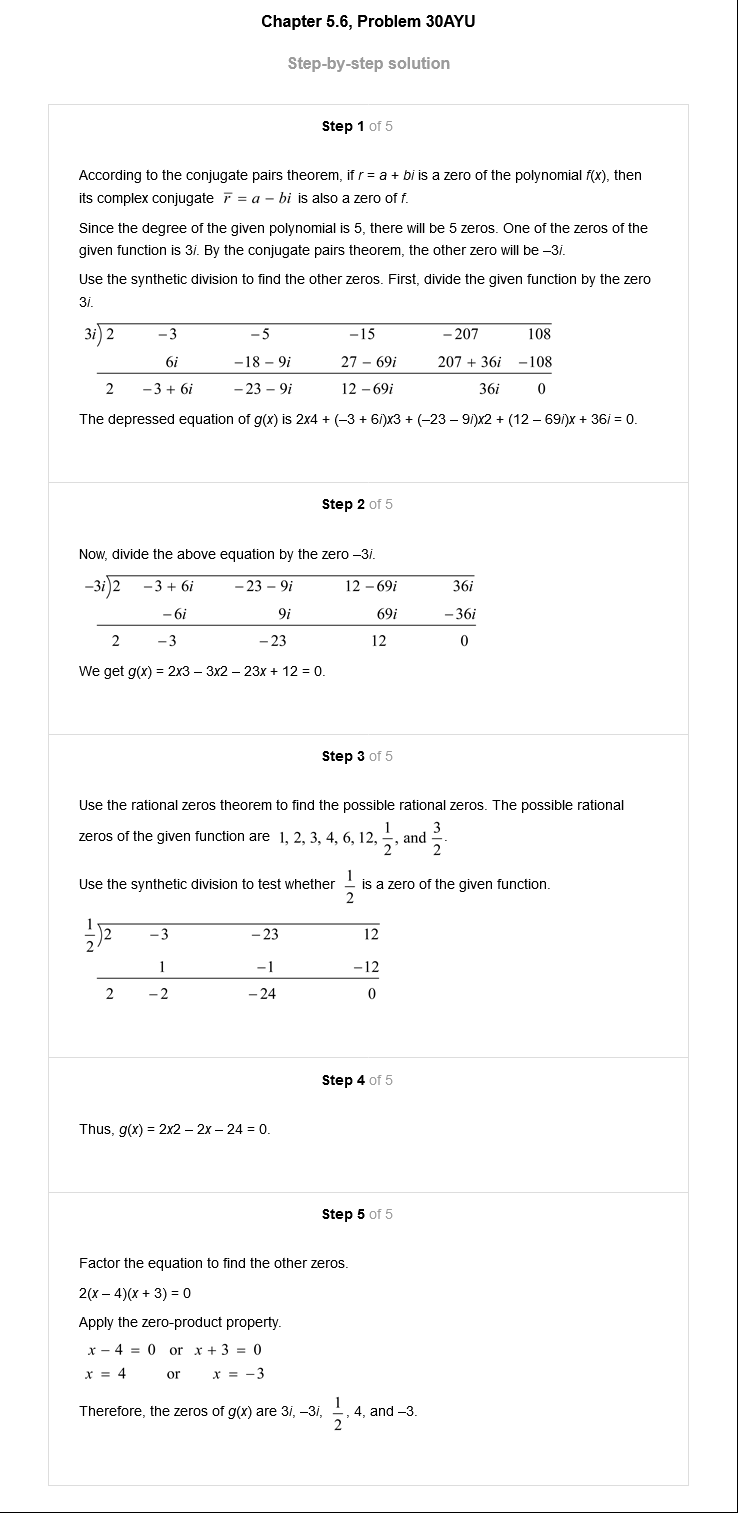 Chapter 5.6, Problem 30AYU
Step-by-step solution
Step 1 of 5
According to the conjugate pairs theorem, if r = a + bi is a zero of the polynomial f(x), then
its complex conjugate r̅ = a − bi is also a zero of f.
Since the degree of the given polynomial is 5, there will be 5 zeros. One of the zeros of the
given function is 3i. By the conjugate pairs theorem, the other zero will be –3i.
Use the synthetic division to find the other zeros. First, divide the given function by the zero
3i.
3i) 2 −3 −5 −15 −207 108
6i −18 − 9i 27 − 69i 207 + 36i −108
2 −3 + 6i −23 − 9i 12 − 69i 36i 0
The depressed equation of g(x) is 2x4 + (–3 + 6i)x3 + (–23 – 9i)x2 + (12 – 69i)x + 36i = 0.
Step 2 of 5
Now, divide the above equation by the zero –3i.
−3i) 2 −3 + 6i −23 − 9i 12 − 69i 36i
−6i 9i 69i −36i
2 −3 −23 12 0
We get g(x) = 2x3 – 3x2 – 23x + 12 = 0.
Step 3 of 5
Use the rational zeros theorem to find the possible rational zeros. The possible rational
zeros of the given function are 1, 2, 3, 4, 6, 12, 1/2, and 3/2.
Use the synthetic division to test whether 1/2 is a zero of the given function.
1/2) 2 −3 −23 12
1 −1 −12
2 −2 −24 0
Step 4 of 5
Thus, g(x) = 2x2 – 2x – 24 = 0.
Step 5 of 5
Factor the equation to find the other zeros.
2(x – 4)(x + 3) = 0
Apply the zero-product property.
x − 4 = 0 or x + 3 = 0
x = 4 or x = −3
Therefore, the zeros of g(x) are 3i, –3i, 1/2, 4, and –3.